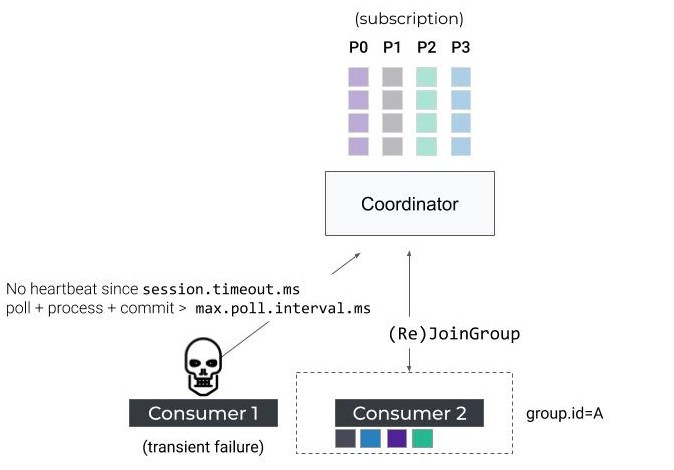 (subscription)
P0 P1 P2 P3
Coordinator
No heartbeat since session.timeout.ms
poll + process + commit > max.poll.interval.ms
(Re)JoinGroup
Consumer 1
Consumer 2
group.id=A
(transient failure)